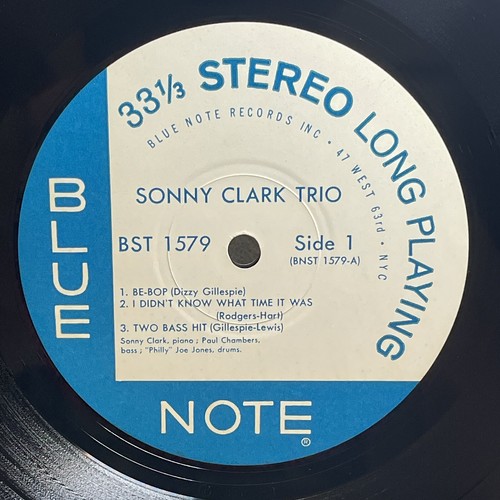 33⅓ STEREO LONG PLAYING
BLUE NOTE RECORDS INC • 47 WEST 63rd • NYC
SONNY CLARK TRIO
BST 1579
Side 1
(BNST 1579-A)
1. BE-BOP (Dizzy Gillespie)
2. I DIDN'T KNOW WHAT TIME IT WAS
(Rodgers-Hart)
3. TWO BASS HIT (Gillespie-Lewis)
Sonny Clark, piano ; Paul Chambers,
bass ; "Philly" Joe Jones, drums.
BLUE
NOTE
®